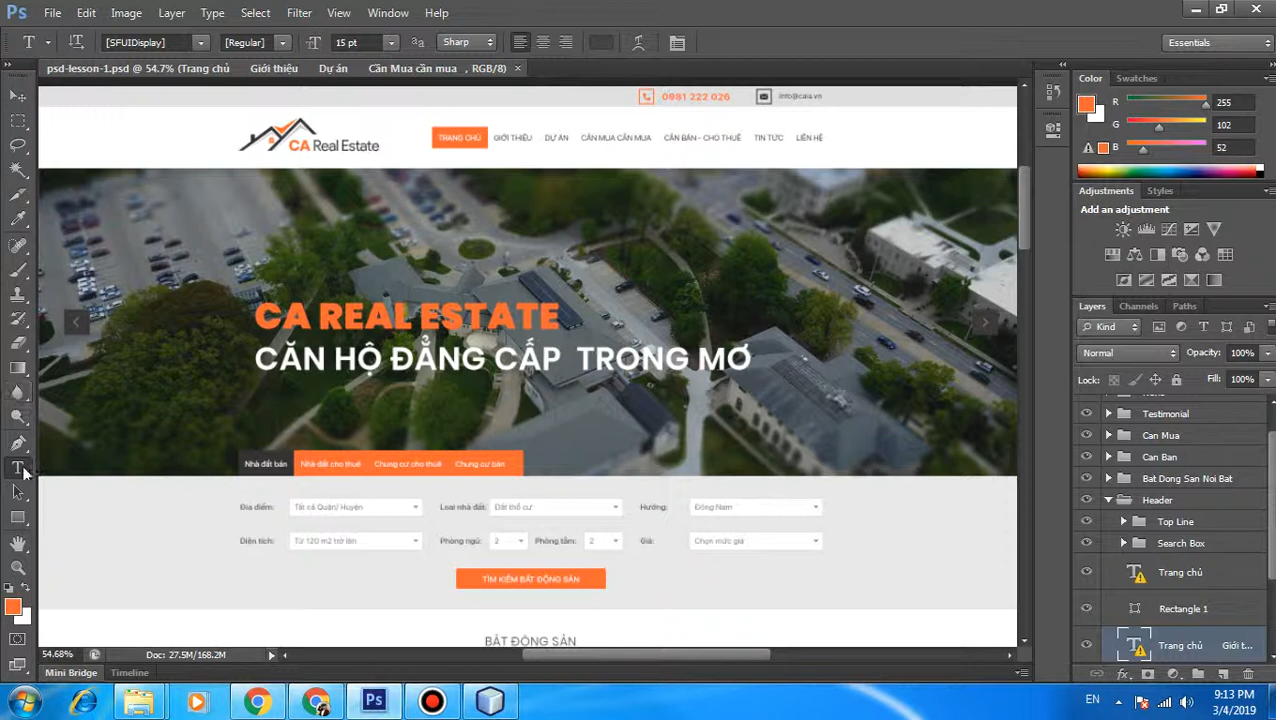 Ps File Edit Image Layer Type Select Filter View Window Help
T [SFUIDisplay] [Regular] 15 pt Sharp Essentials
psd-lesson-1.psd @ 54.7% (Trang chủ Giới thiệu Dự án Cần Mua cần mua , RGB/8) ×
Color Swatches
R 255
G 102
B 52
Adjustments Styles
Add an adjustment
Layers Channels Paths
Kind
Normal Opacity: 100%
Lock: Fill: 100%
Testimonial
Can Mua
Can Ban
Bat Dong San Noi Bat
Header
Top Line
Search Box
Trang chủ
Rectangle 1
Trang chủ Giới t...
0981 222 026 info@caia.vn
CA Real Estate
TRANG CHỦ GIỚI THIỆU DỰ ÁN CẦN MUA CẦN MUA CẦN BÁN - CHO THUÊ TIN TỨC LIÊN HỆ
CA REAL ESTATE
CĂN HỘ ĐẲNG CẤP TRONG MƠ
Nhà đất bán Nhà đất cho thuê Chung cư cho thuê Chung cư bán
Địa điểm: Tất cả Quận/ Huyện Loại nhà đất: Đất thổ cư Hướng: Đông Nam
Diện tích: Từ 120 m2 trở lên Phòng ngủ: 2 Phòng tắm: 2 Giá: Chọn mức giá
TÌM KIẾM BẤT ĐỘNG SẢN
BẤT ĐỘNG SẢN
54.68% Doc: 27.5M/168.2M
Mini Bridge Timeline
EN 9:13 PM
3/4/2019